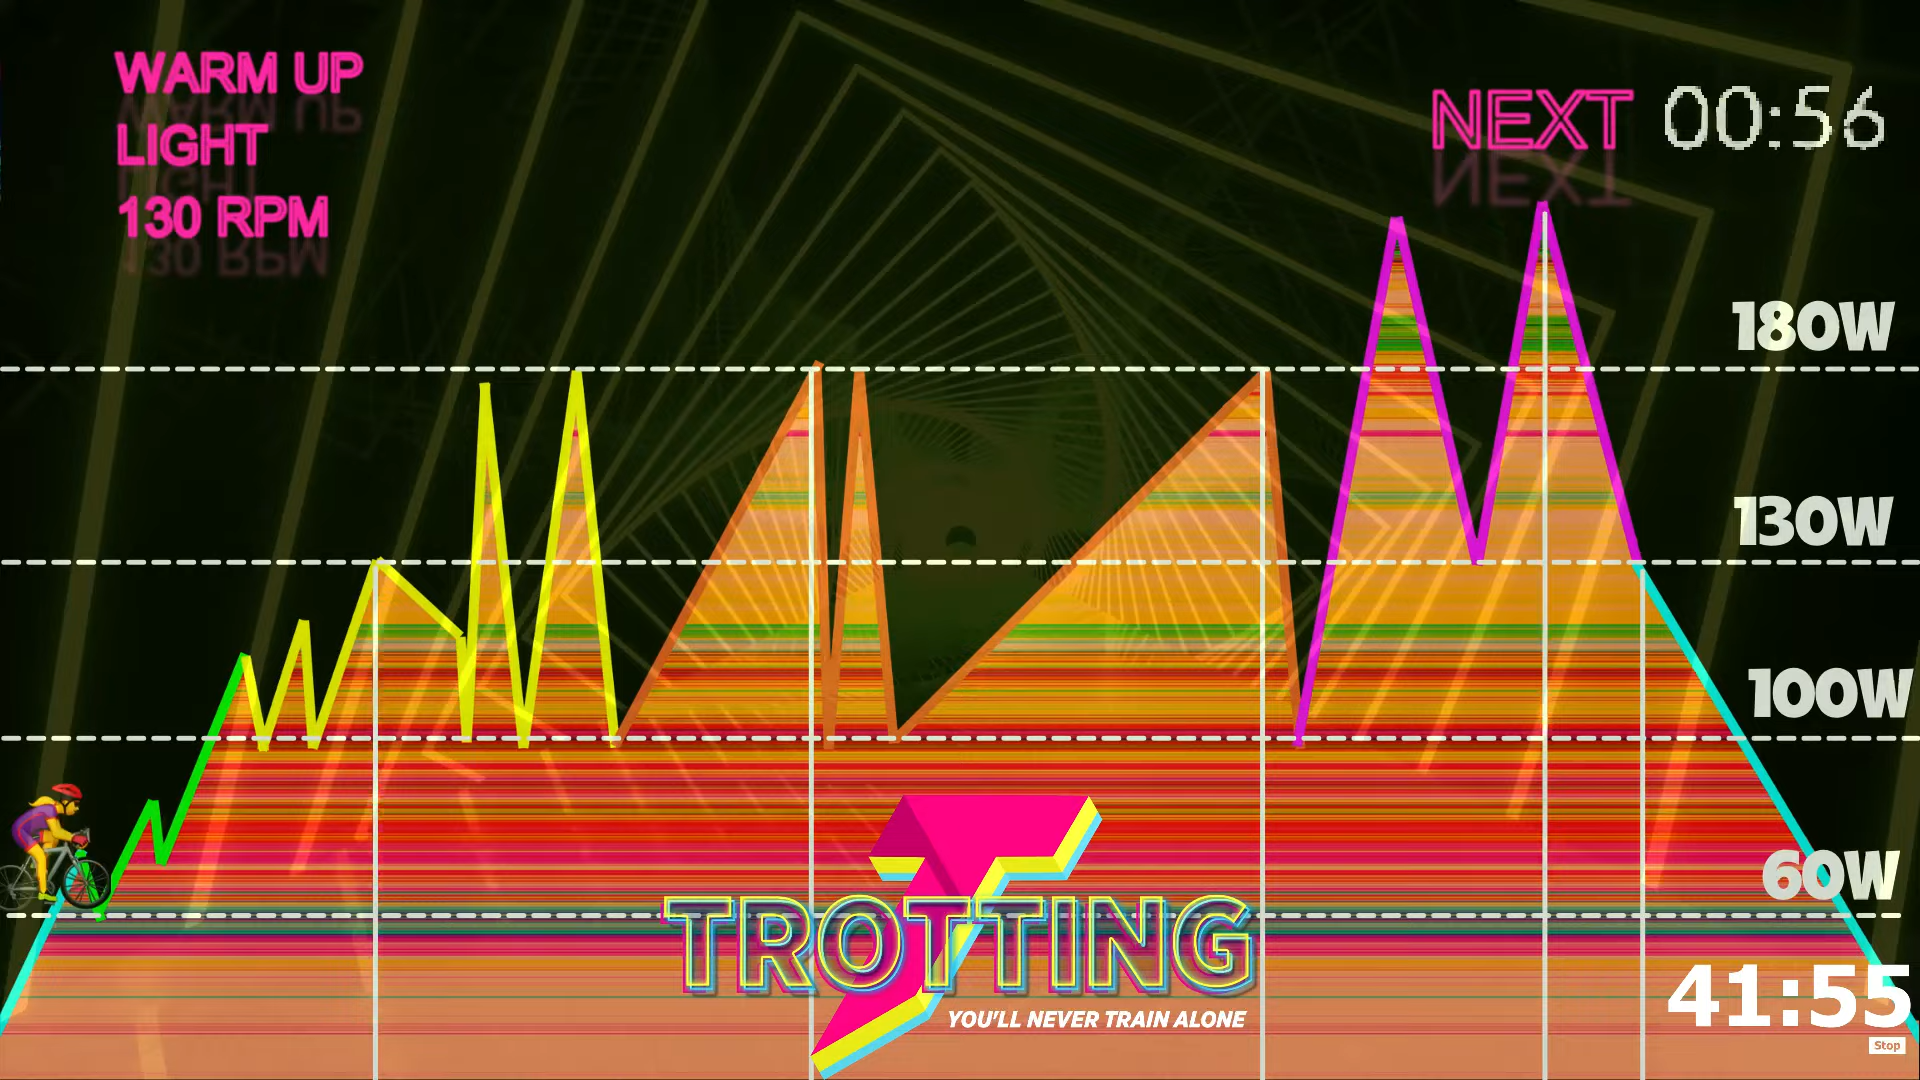 WARM UP
LIGHT
130 RPM
NEXT 00:56
180W
130W
100W
60W
TROTTING
YOU'LL NEVER TRAIN ALONE
41:55
Stop